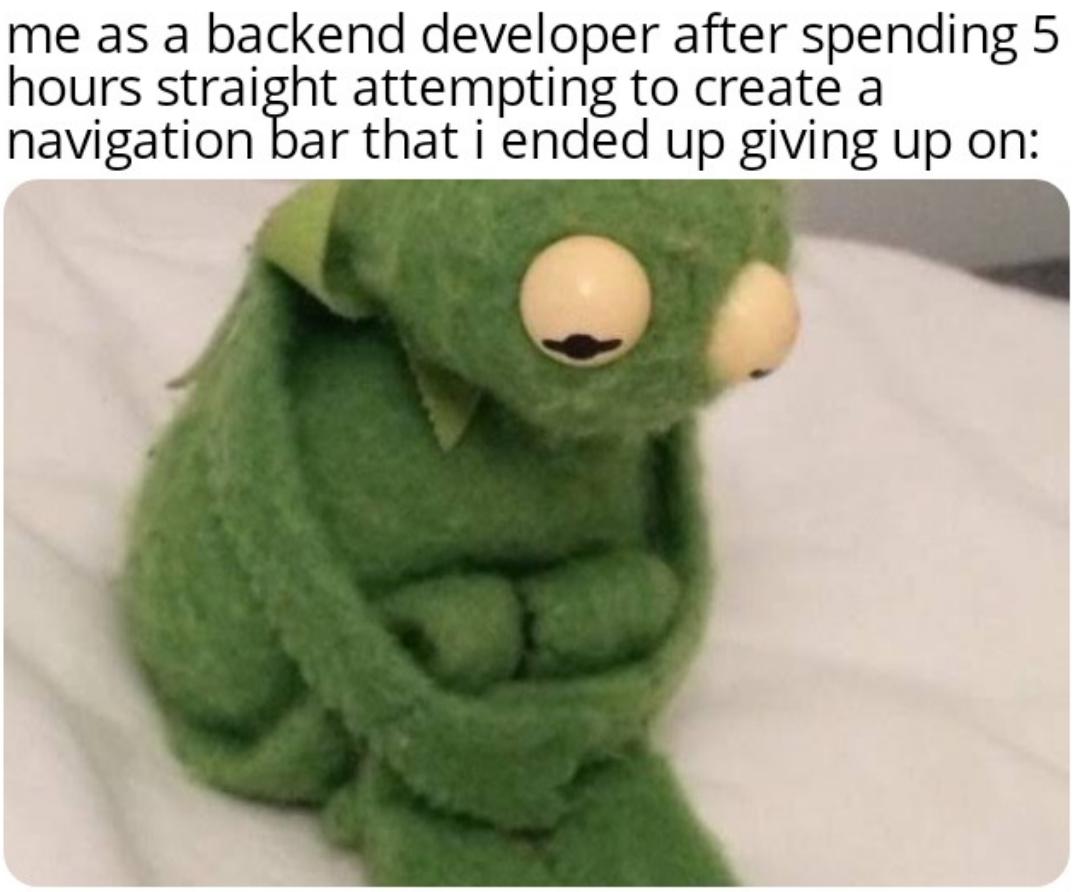 me as a backend developer after spending 5
hours straight attempting to create a
navigation bar that i ended up giving up on: